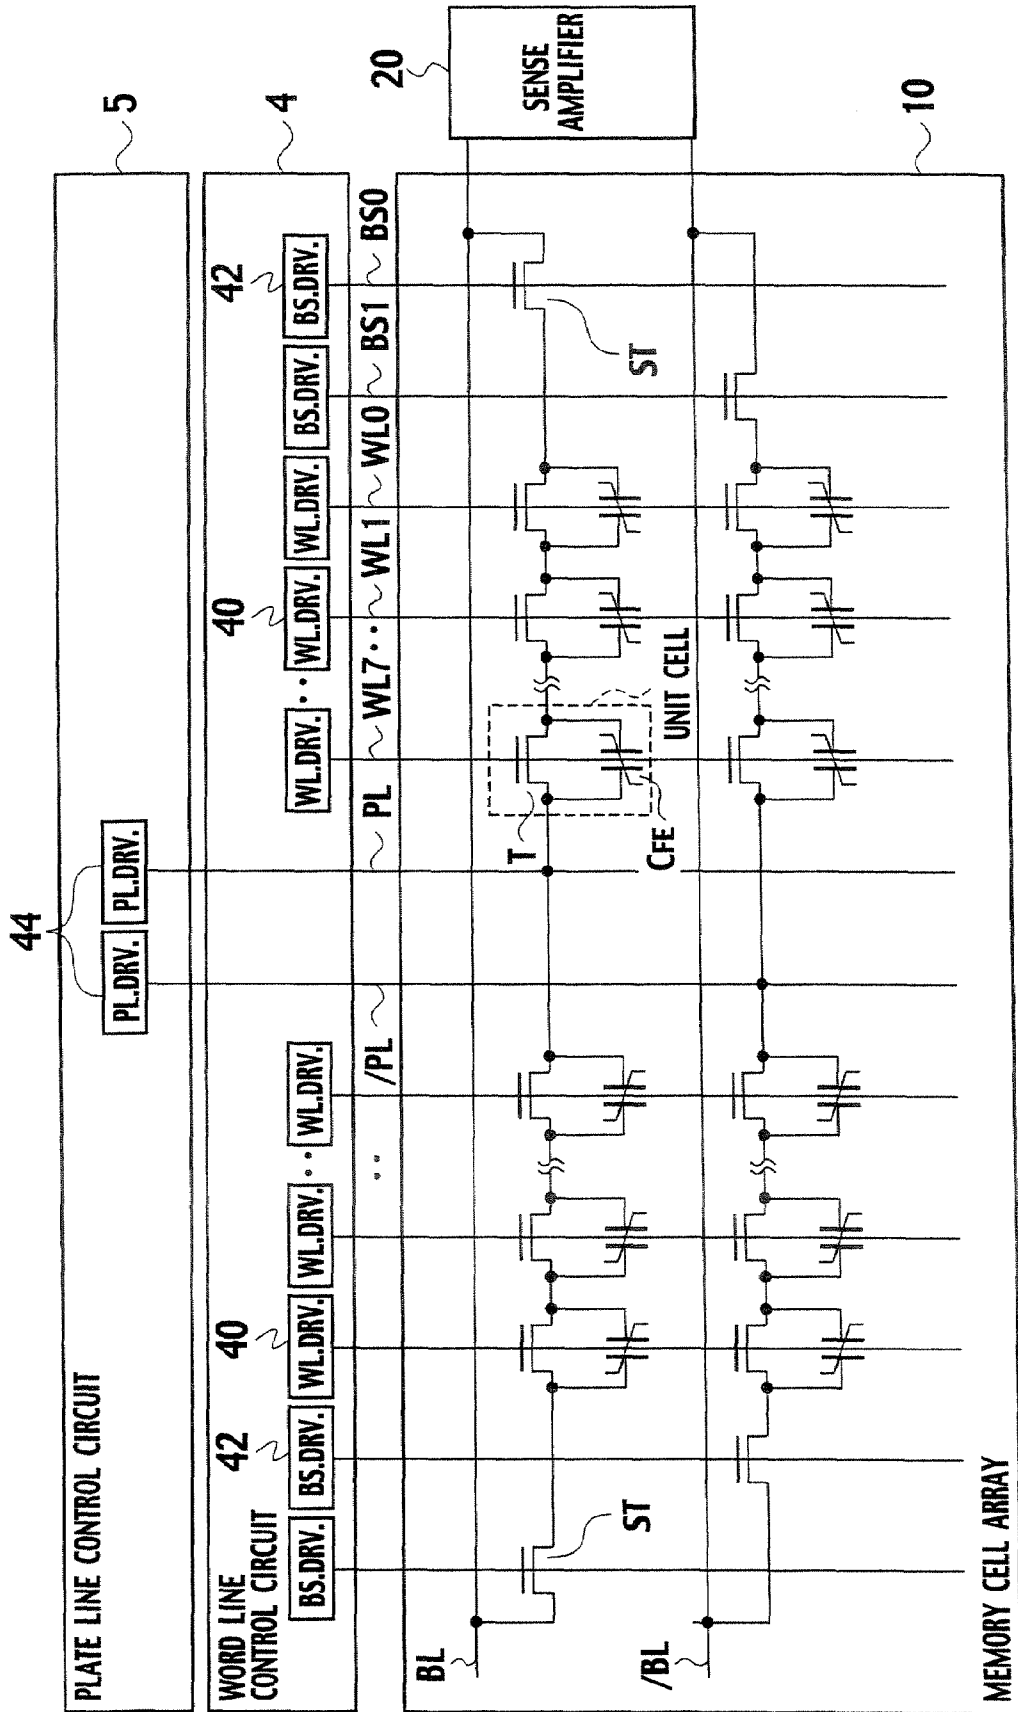 44
PL.DRV. PL.DRV.
5
PLATE LINE CONTROL CIRCUIT
WORD LINE
CONTROL CIRCUIT
4
42
40
40
42
BS.DRV. BS.DRV. WL.DRV. WL.DRV. ·· WL.DRV. WL.DRV. ·· WL.DRV. WL.DRV. BS.DRV. BS.DRV.
·· /PL PL WL7 ·· WL1 WL0 BS1 BS0
20
SENSE
AMPLIFIER
BL
ST
T
CFE
UNIT CELL
ST
/BL
MEMORY CELL ARRAY
10